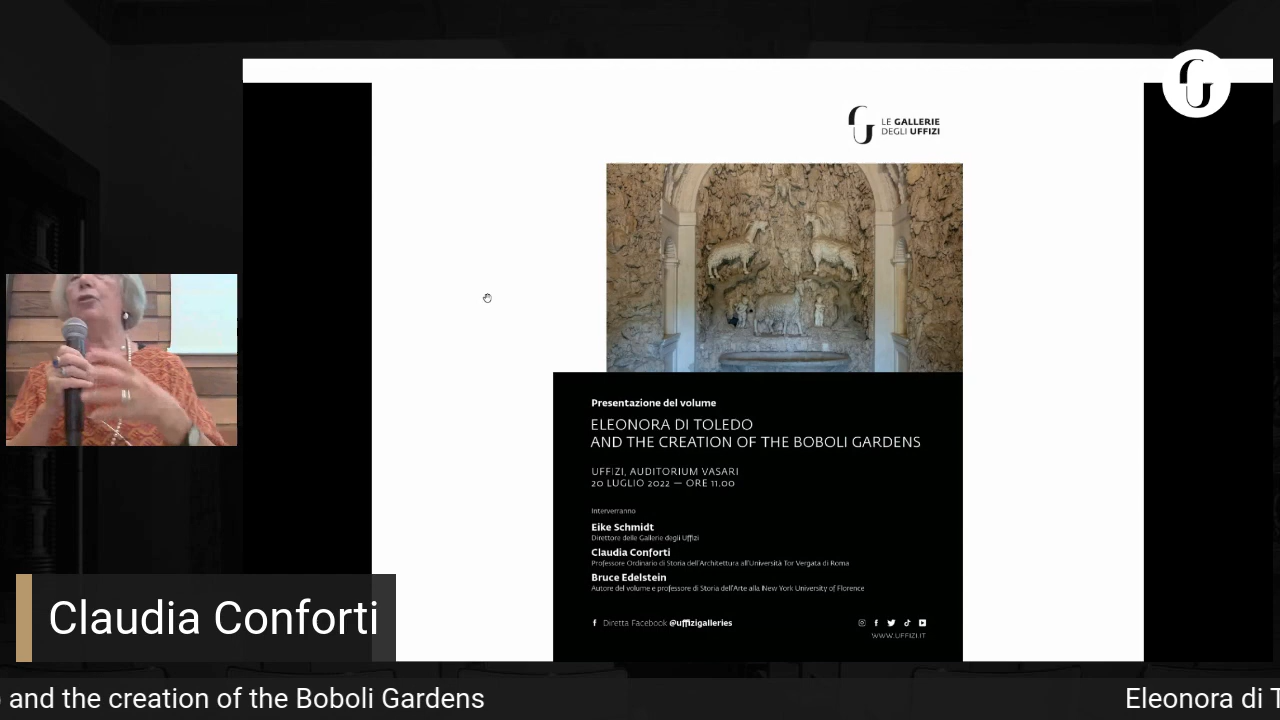 LE GALLERIE
DEGLI UFFIZI
Presentazione del volume
ELEONORA DI TOLEDO
AND THE CREATION OF THE BOBOLI GARDENS
UFFIZI, AUDITORIUM VASARI
20 LUGLIO 2022 — ORE 11.00
Interverranno
Eike Schmidt
Direttore delle Gallerie degli Uffizi
Claudia Conforti
Professore Ordinario di Storia dell'Architettura all'Università Tor Vergata di Roma
Bruce Edelstein
Autore del volume e professore di Storia dell'Arte alla New York University of Florence
Diretta Facebook @uffizigalleries
WWW.UFFIZI.IT
Claudia Conforti
o and the creation of the Boboli Gardens
Eleonora di T